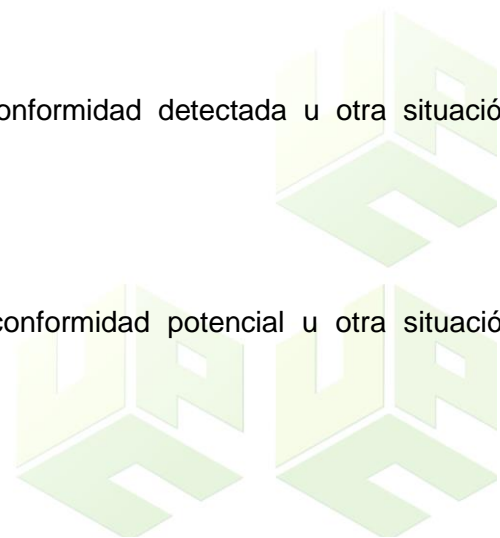 onformidad detectada u otra situació
conformidad potencial u otra situació